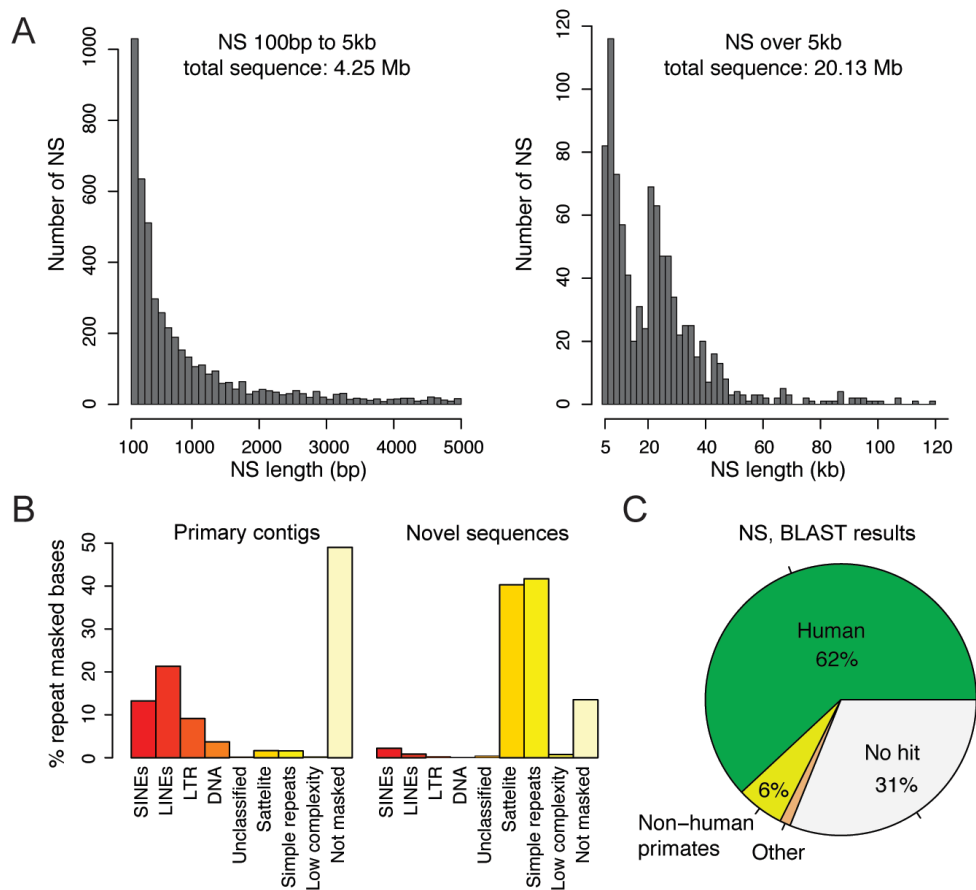 A
NS 100bp to 5kb
total sequence: 4.25 Mb
Number of NS
0
200
400
600
800
1000
100
1000
2000
3000
4000
5000
NS length (bp)
NS over 5kb
total sequence: 20.13 Mb
Number of NS
0
20
40
60
80
100
120
5
20
40
60
80
100
120
NS length (kb)
B
Primary contigs
% repeat masked bases
0
10
20
30
40
50
SINEs
LINEs
LTR
DNA
Unclassified
Sattelite
Simple repeats
Low complexity
Not masked
Novel sequences
SINEs
LINEs
LTR
DNA
Unclassified
Sattelite
Simple repeats
Low complexity
Not masked
C
NS, BLAST results
Human
62%
No hit
31%
6%
Non−human
primates
Other